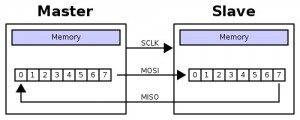 Master Slave
Memory SCLK Memory
0 1 2 3 4 5 6 7 MOSI 0 1 2 3 4 5 6 7
MISO